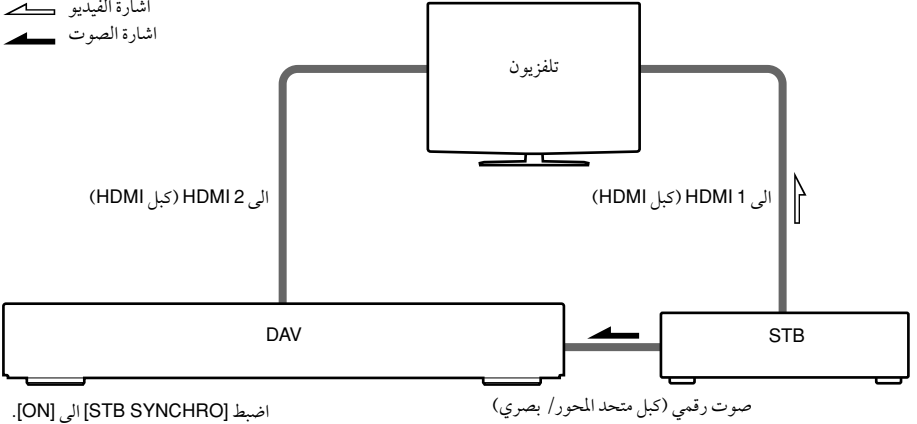 اشارة الفيديو
اشارة الصوت
تلفزيون
الى HDMI 1 (كبل HDMI)
الى HDMI 2 (كبل HDMI)
STB
DAV
صوت رقمي (كبل متحد المحور/ بصري)
اضبط [STB SYNCHRO] الى [ON].